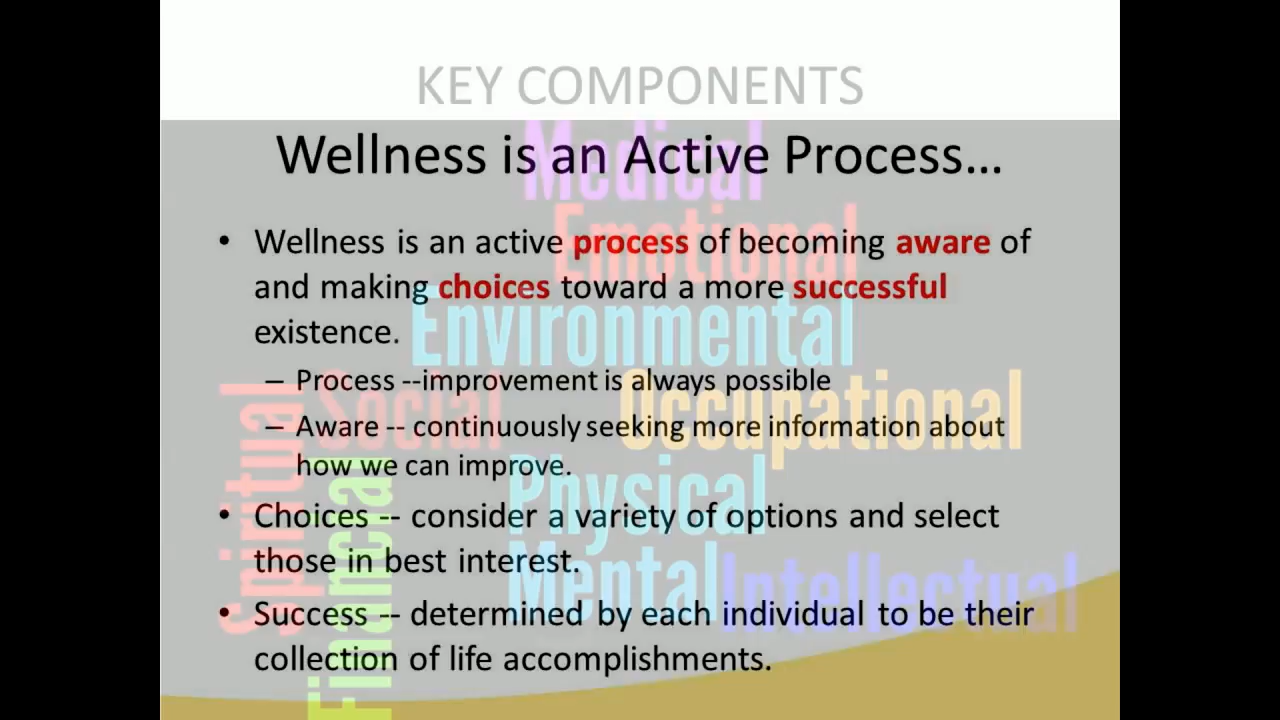 KEY COMPONENTS
Wellness is an Active Process...
Medical
• Wellness is an active process of becoming aware of
Emotional
and making choices toward a more successful
Environmental
existence.
– Process --improvement is always possible
Social
Occupational
– Aware -- continuously seeking more information about
how we can improve.
Spiritual
Financial
Physical
• Choices -- consider a variety of options and select
those in best interest.
Mental
Intellectual
• Success -- determined by each individual to be their
collection of life accomplishments.